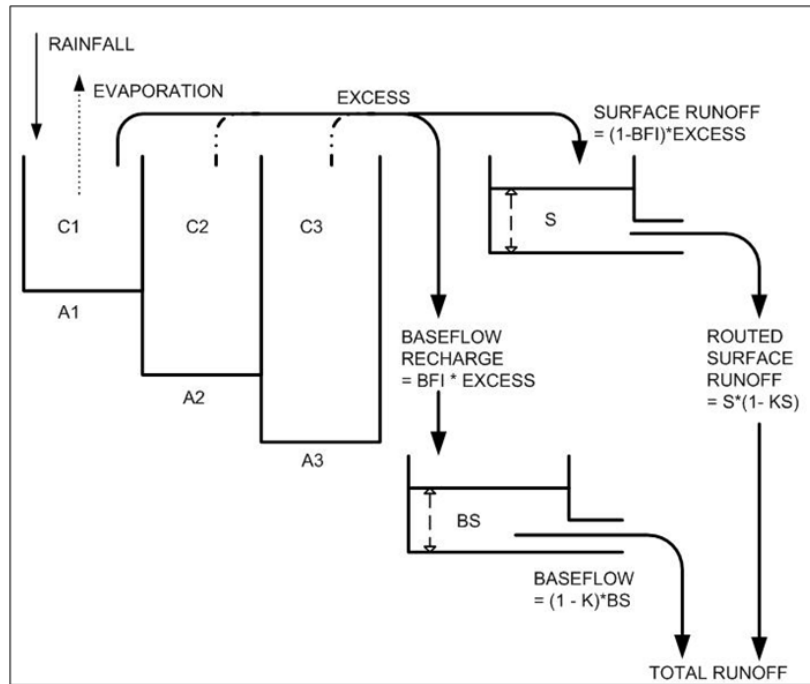 RAINFALL
EVAPORATION
EXCESS
SURFACE RUNOFF
= (1-BFI)*EXCESS
C1
C2
C3
S
A1
A2
A3
BASEFLOW
RECHARGE
= BFI * EXCESS
ROUTED
SURFACE
RUNOFF
= S*(1- KS)
BS
BASEFLOW
= (1 - K)*BS
TOTAL RUNOFF